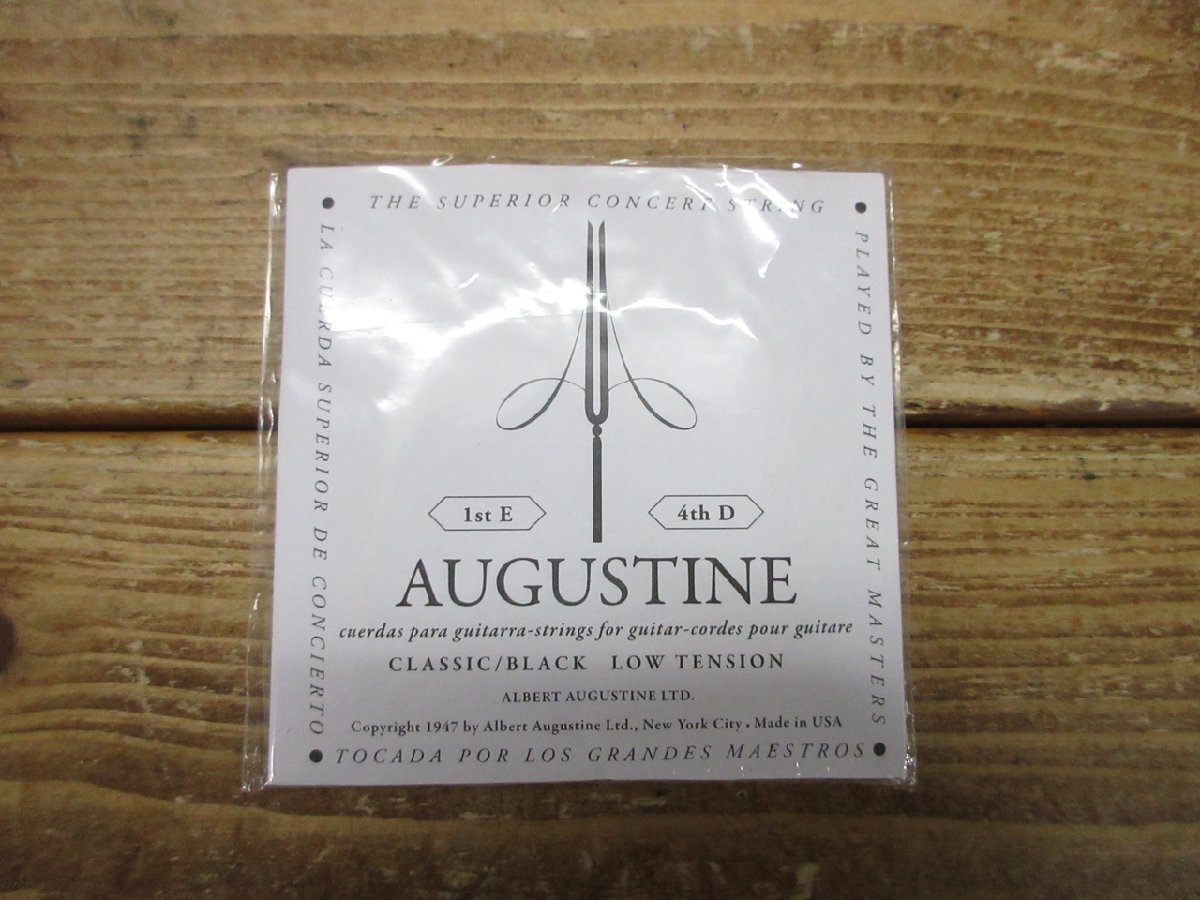 THE SUPERIOR CONCERT STRING
LA CUERDA SUPERIOR DE CONCIERTO
PLAYED BY THE GREAT MASTERS
1st E
4th D
AUGUSTINE
cuerdas para guitarra-strings for guitar-cordes pour guitare
CLASSIC/BLACK LOW TENSION
ALBERT AUGUSTINE LTD.
Copyright 1947 by Albert Augustine Ltd., New York City • Made in USA
TOCADA POR LOS GRANDES MAESTROS